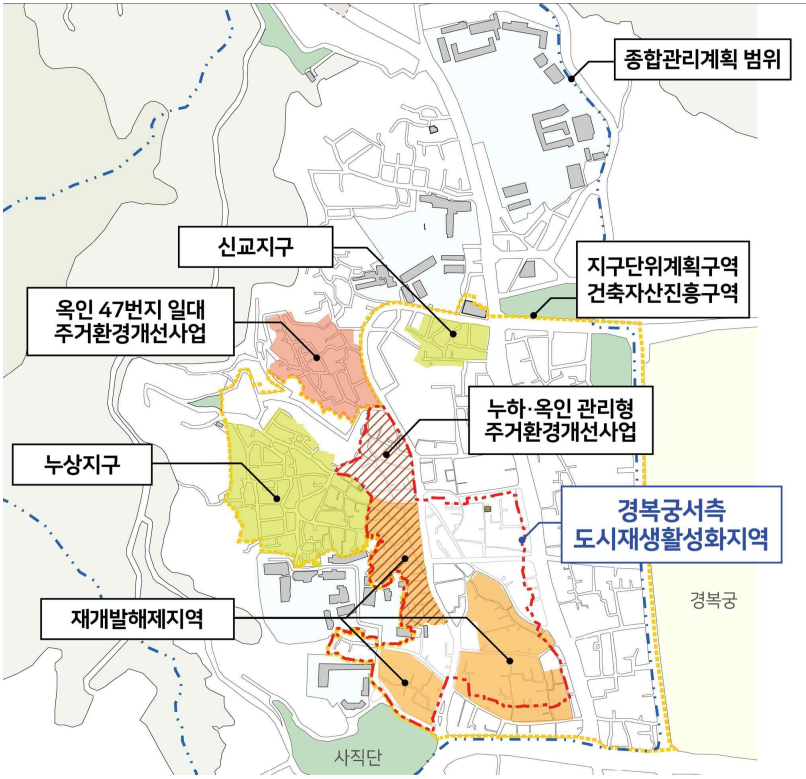 종합관리계획 범위
신교지구
지구단위계획구역
건축자산진흥구역
옥인 47번지 일대
주거환경개선사업
누하·옥인 관리형
주거환경개선사업
누상지구
경복궁서측
도시재생활성화지역
경복궁
재개발해제지역
사직단